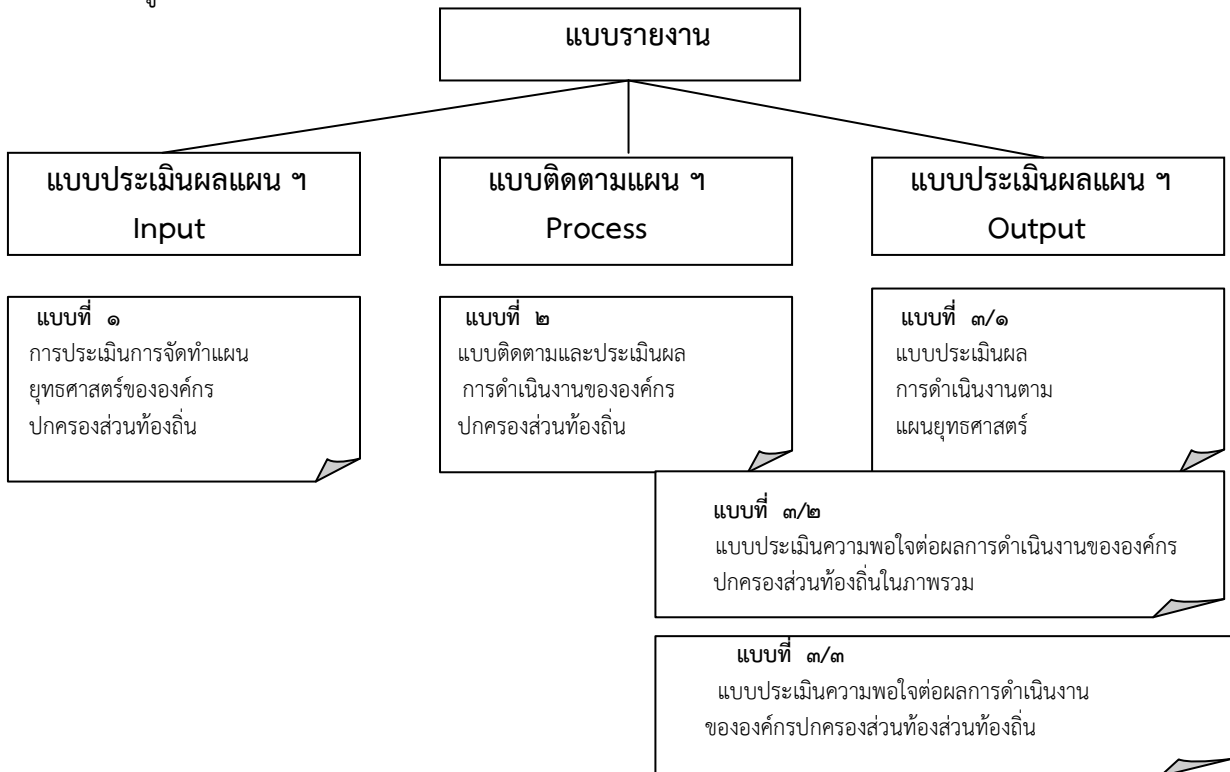 แบบรายงาน
แบบประเมินผลแผน ฯ
Input
แบบติดตามแผน ฯ
Process
แบบประเมินผลแผน ฯ
Output
แบบที่ ๑
การประเมินการจัดทำแผน
ยุทธศาสตร์ขององค์กร
ปกครองส่วนท้องถิ่น
แบบที่ ๒
แบบติดตามและประเมินผล
การดำเนินงานขององค์กร
ปกครองส่วนท้องถิ่น
แบบที่ ๓/๑
แบบประเมินผล
การดำเนินงานตาม
แผนยุทธศาสตร์
แบบที่ ๓/๒
แบบประเมินความพอใจต่อผลการดำเนินงานขององค์กร
ปกครองส่วนท้องถิ่นในภาพรวม
แบบที่ ๓/๓
แบบประเมินความพอใจต่อผลการดำเนินงาน
ขององค์กรปกครองส่วนท้องส่วนท้องถิ่น